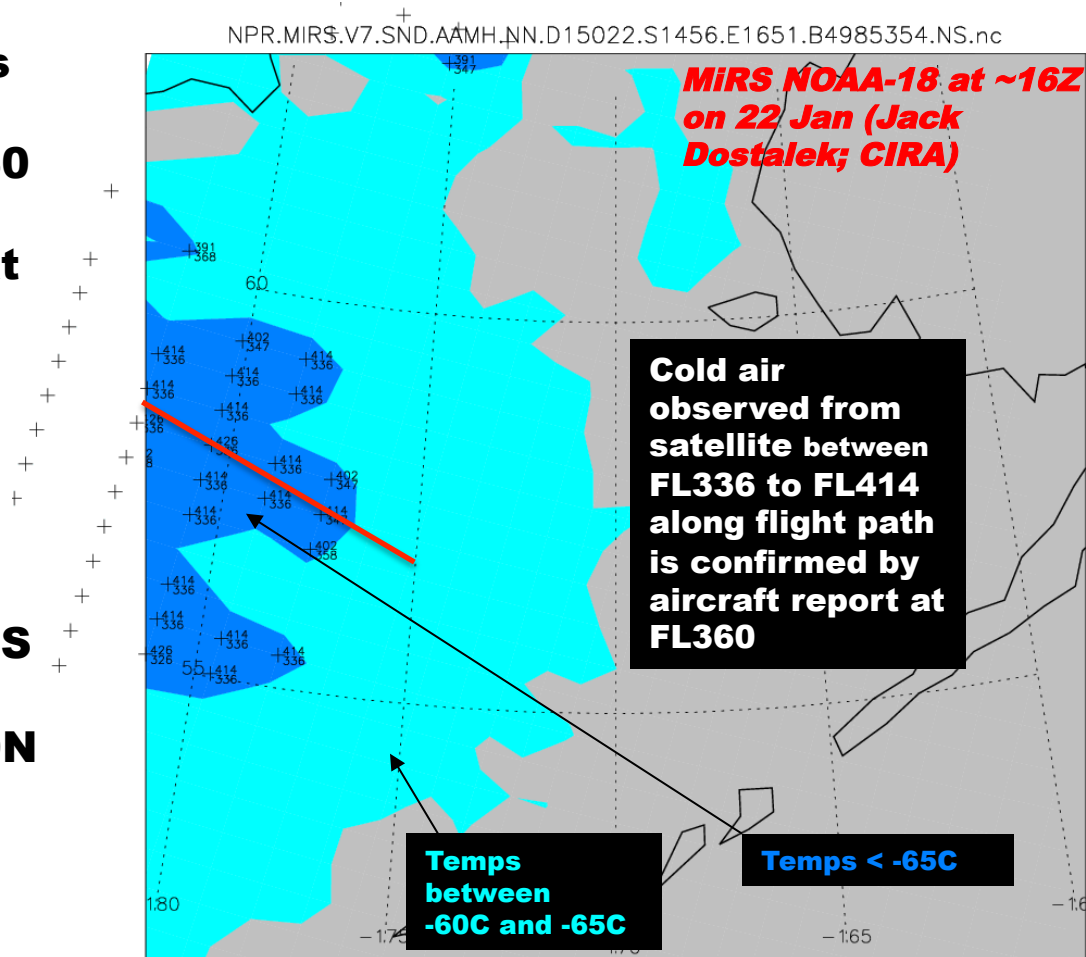 NPR.MIRS.V7.SND.AAMH.NN.D15022.S1456.E1651.B4985354.NS.nc
s
0
t
S
N
MiRS NOAA-18 at ~16Z
on 22 Jan (Jack
Dostalek; CIRA)
391
347
391
368
60
402
347
414
336
414
336
414
336
414
336
414
336
414
336
426
414
336
402
347
414
336
414
336
414
336
402
358
414
336
414
336
414
336
414
336
426
326
55
414
336
Cold air
observed from
satellite between
FL336 to FL414
along flight path
is confirmed by
aircraft report at
FL360
Temps
between
-60C and -65C
Temps < -65C
180
-175
-165